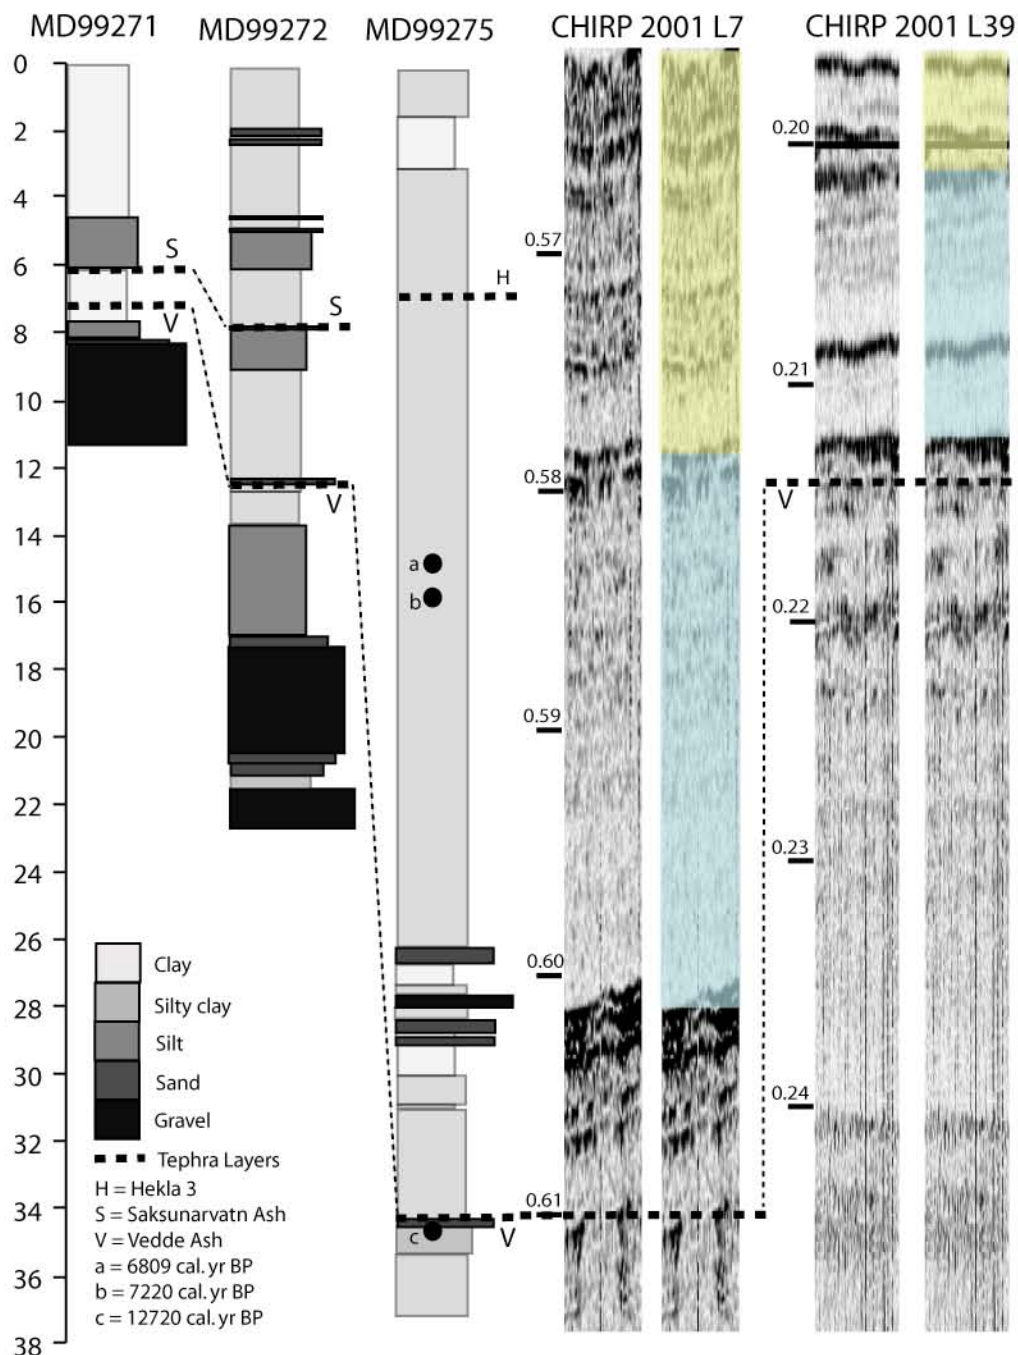 MD99271 MD99272 MD99275 CHIRP 2001 L7 CHIRP 2001 L39
0
2
4
6
8
10
12
14
16
18
20
22
24
26
28
30
32
34
36
38
S
V
S
V
H
a
b
c
V
0.57
0.58
0.59
0.60
0.61
0.20
0.21
V
0.22
0.23
0.24
Clay
Silty clay
Silt
Sand
Gravel
Tephra Layers
H = Hekla 3
S = Saksunarvatn Ash
V = Vedde Ash
a = 6809 cal. yr BP
b = 7220 cal. yr BP
c = 12720 cal. yr BP